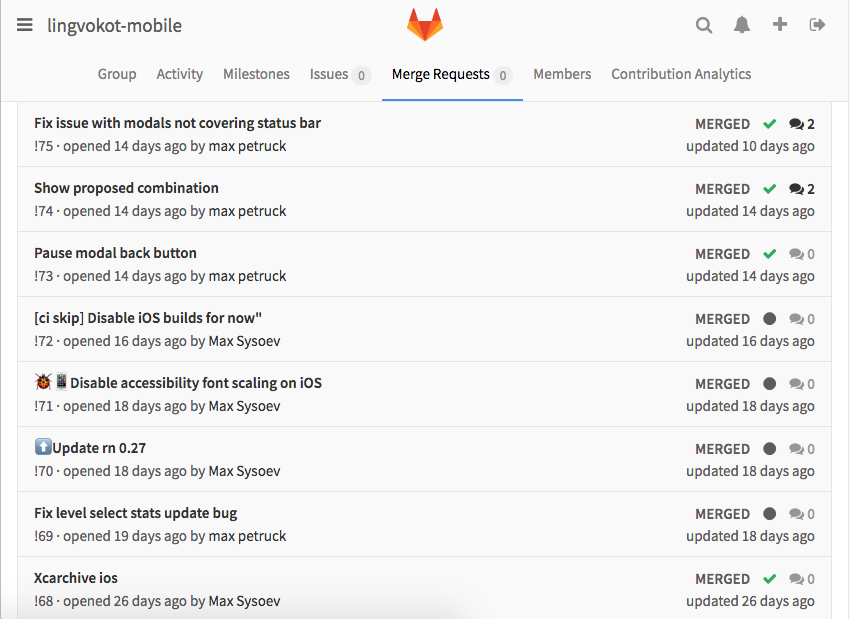 lingvokot-mobile
Group Activity Milestones Issues 0 Merge Requests 0 Members Contribution Analytics
Fix issue with modals not covering status bar MERGED 2
!75 · opened 14 days ago by max petruck updated 10 days ago
Show proposed combination MERGED 2
!74 · opened 14 days ago by max petruck updated 14 days ago
Pause modal back button MERGED 0
!73 · opened 14 days ago by max petruck updated 14 days ago
[ci skip] Disable iOS builds for now" MERGED 0
!72 · opened 16 days ago by Max Sysoev updated 16 days ago
🐞📱Disable accessibility font scaling on iOS MERGED 0
!71 · opened 18 days ago by Max Sysoev updated 18 days ago
⬆️Update rn 0.27 MERGED 0
!70 · opened 18 days ago by Max Sysoev updated 18 days ago
Fix level select stats update bug MERGED 0
!69 · opened 19 days ago by max petruck updated 18 days ago
Xcarchive ios MERGED 0
!68 · opened 26 days ago by Max Sysoev updated 26 days ago